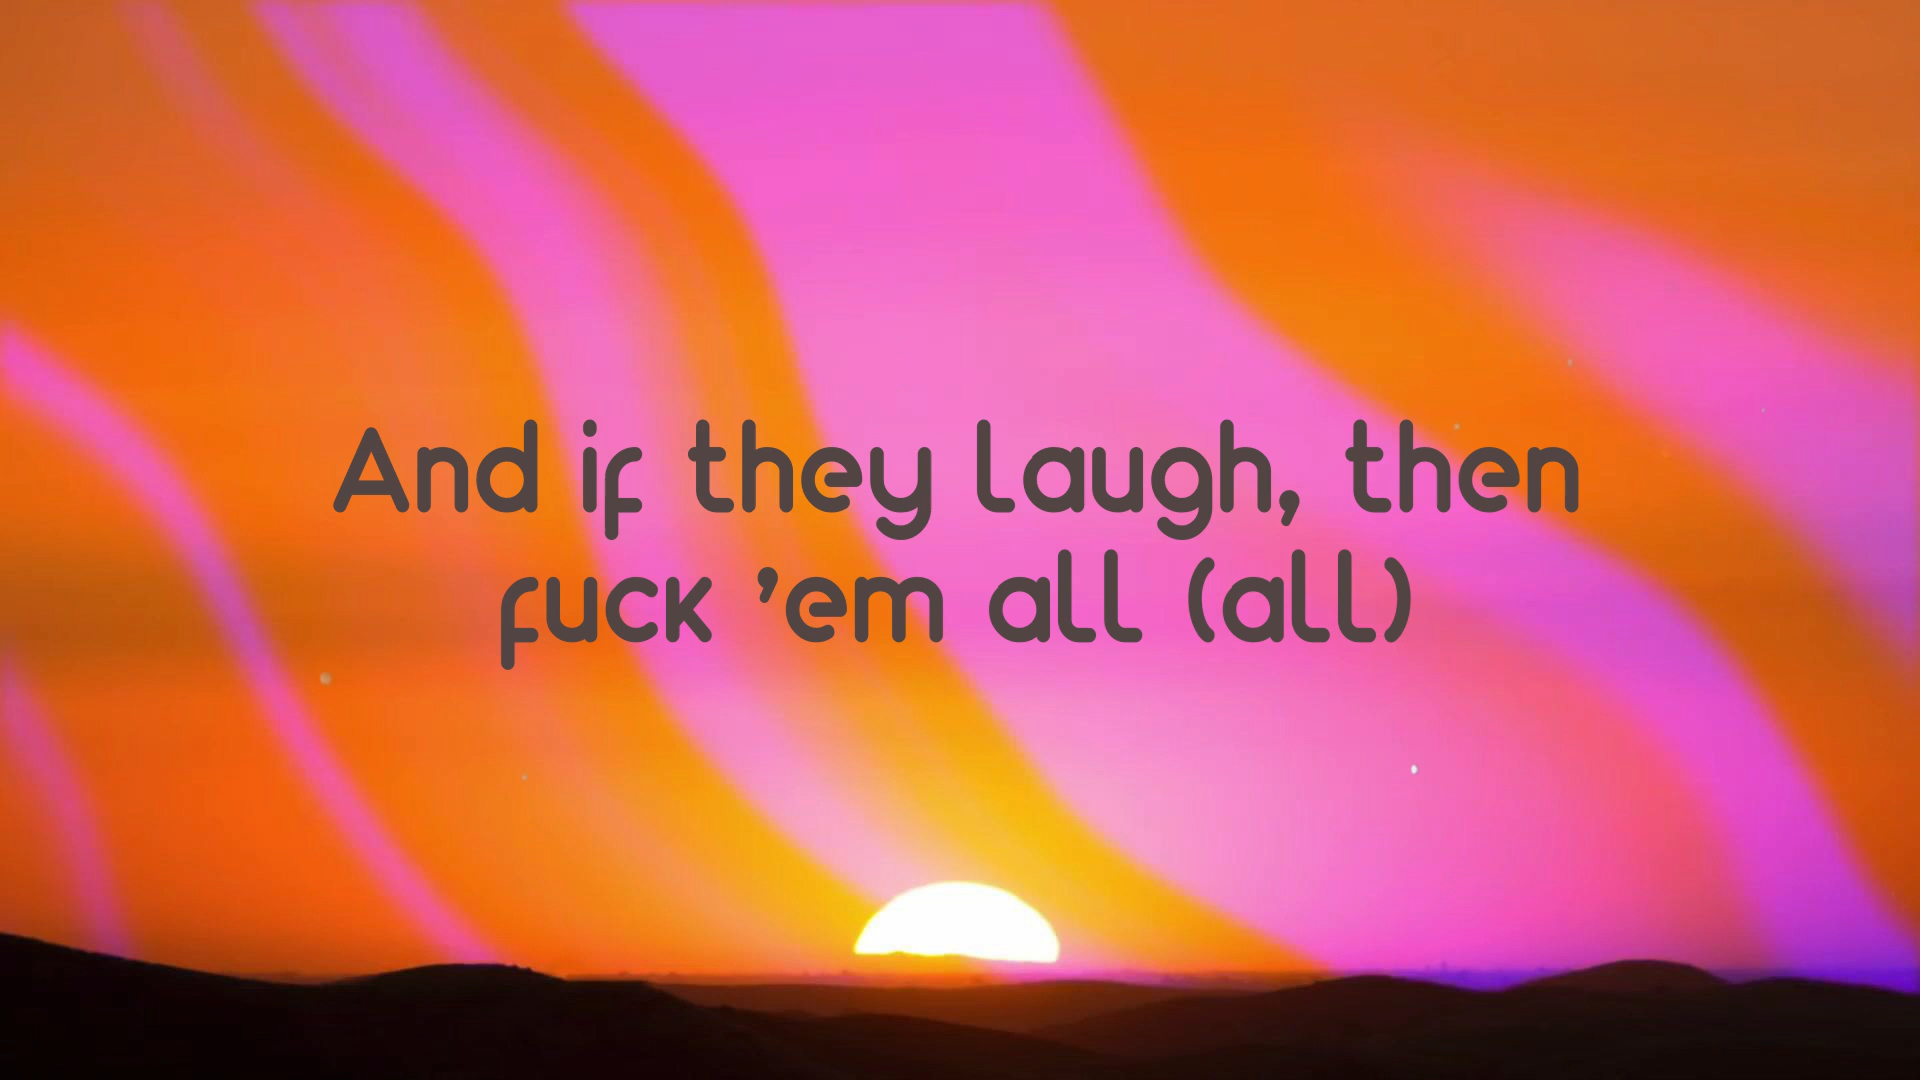 And if they laugh, then
fuck ’em all (all)